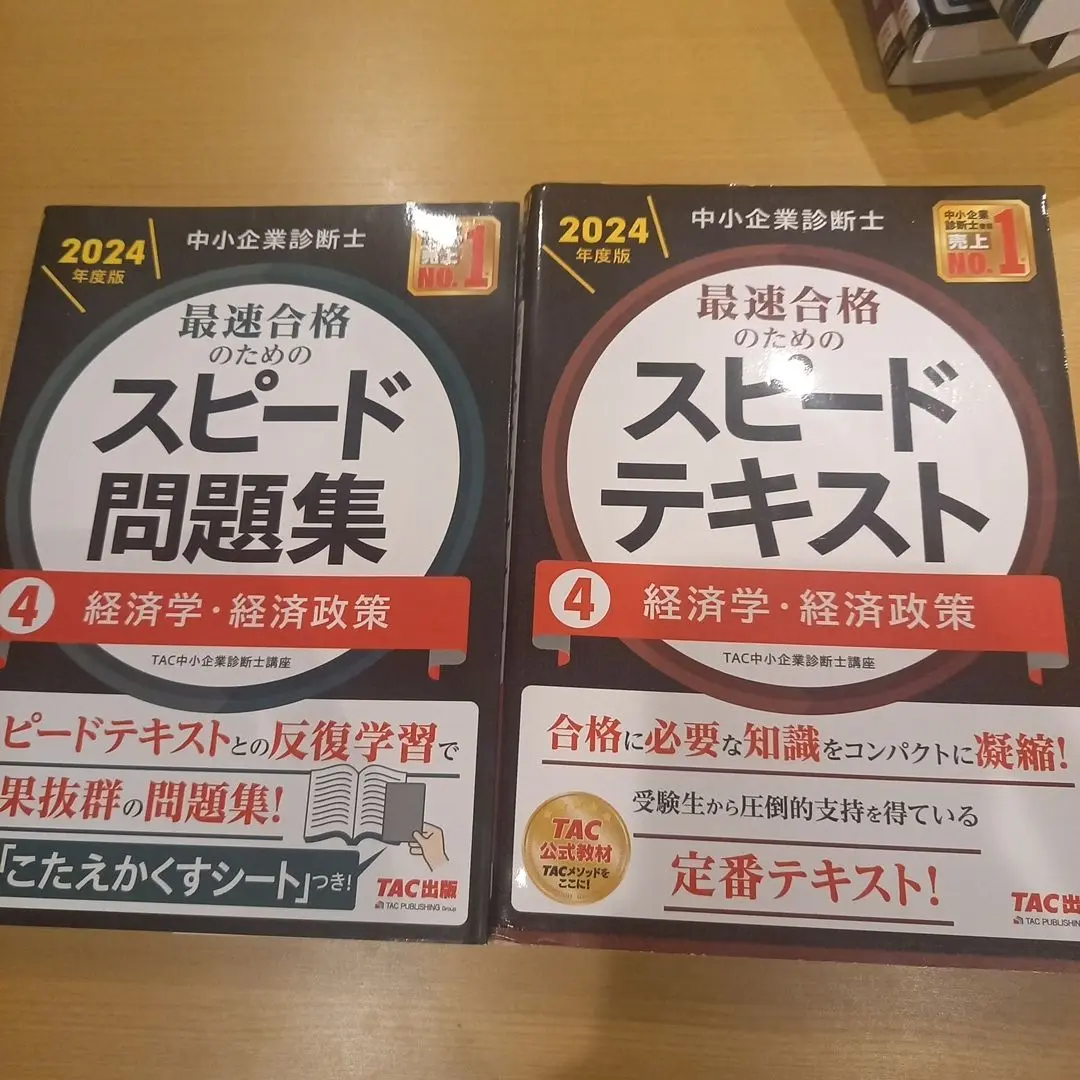 2024
年度版
中小企業診断士
売上
NO.1
最速合格
のための
スピード
問題集
4 経済学・経済政策
TAC中小企業診断士講座
ピードテキストとの反復学習で
果抜群の問題集!
「こたえかくすシート」つき!
TAC出版
TAC PUBLISHING Group
2024
年度版
中小企業診断士
中小企業
診断士
売上
NO.1
最速合格
のための
スピード
テキスト
4 経済学・経済政策
TAC中小企業診断士講座
合格に必要な知識をコンパクトに凝縮!
受験生から圧倒的支持を得ている
定番テキスト!
TAC
公式教材
TACメソッドを
ここに!
TAC出
TAC PUBLISHING